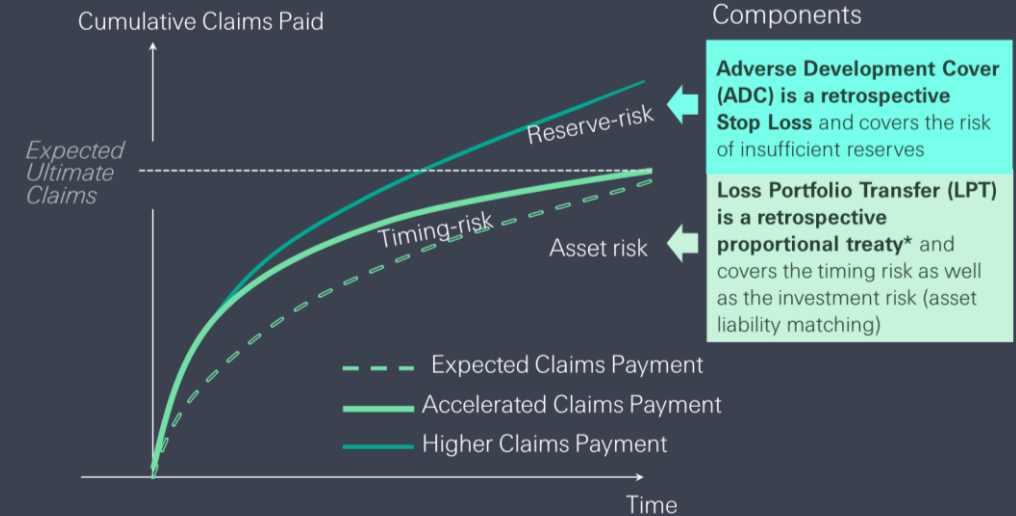 Cumulative Claims Paid
Components
Expected
Ultimate
Claims
Reserve-risk
Timing-risk
Asset risk
Adverse Development Cover
(ADC) is a retrospective
Stop Loss and covers the risk
of insufficient reserves
Loss Portfolio Transfer (LPT)
is a retrospective
proportional treaty* and
covers the timing risk as well
as the investment risk (asset
liability matching)
Expected Claims Payment
Accelerated Claims Payment
Higher Claims Payment
Time